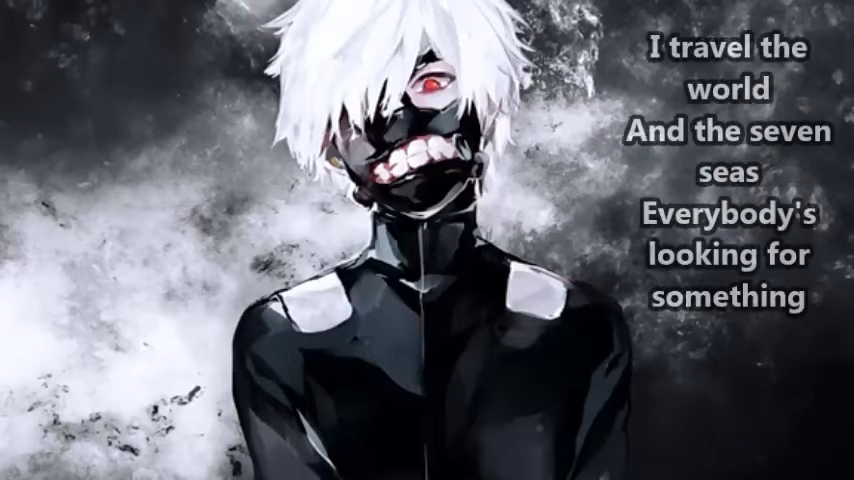 I travel the
world
And the seven
seas
Everybody's
looking for
something